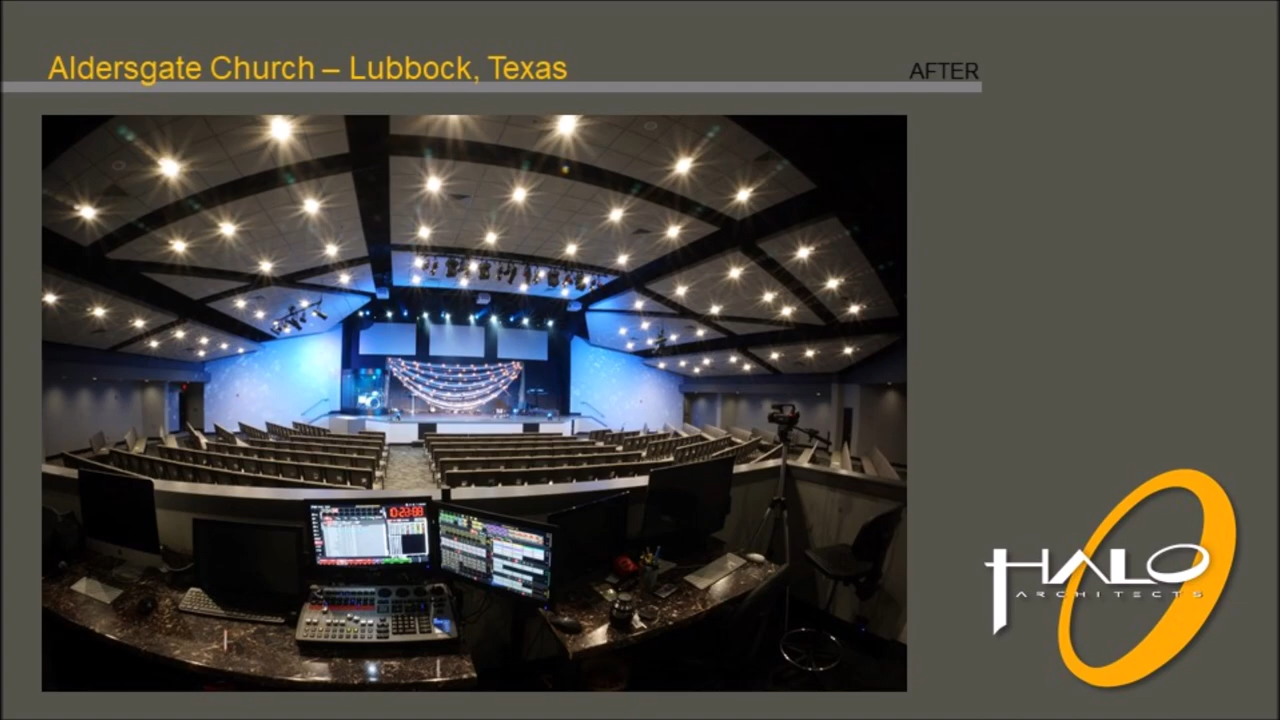 Aldersgate Church – Lubbock, Texas
AFTER
HALO
ARCHITECTS